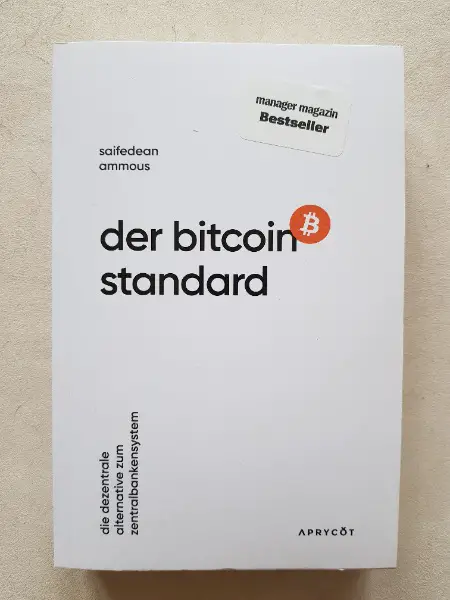 manager magazin
Bestseller
saifedean
ammous
der bitcoin
standard
die dezentrale
alternative zum
zentralbankensystem
APRYCOT